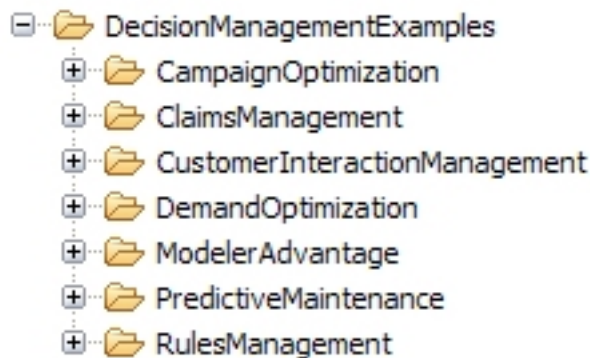 DecisionManagementExamples
CampaignOptimization
ClaimsManagement
CustomerInteractionManagement
DemandOptimization
ModelerAdvantage
PredictiveMaintenance
RulesManagement